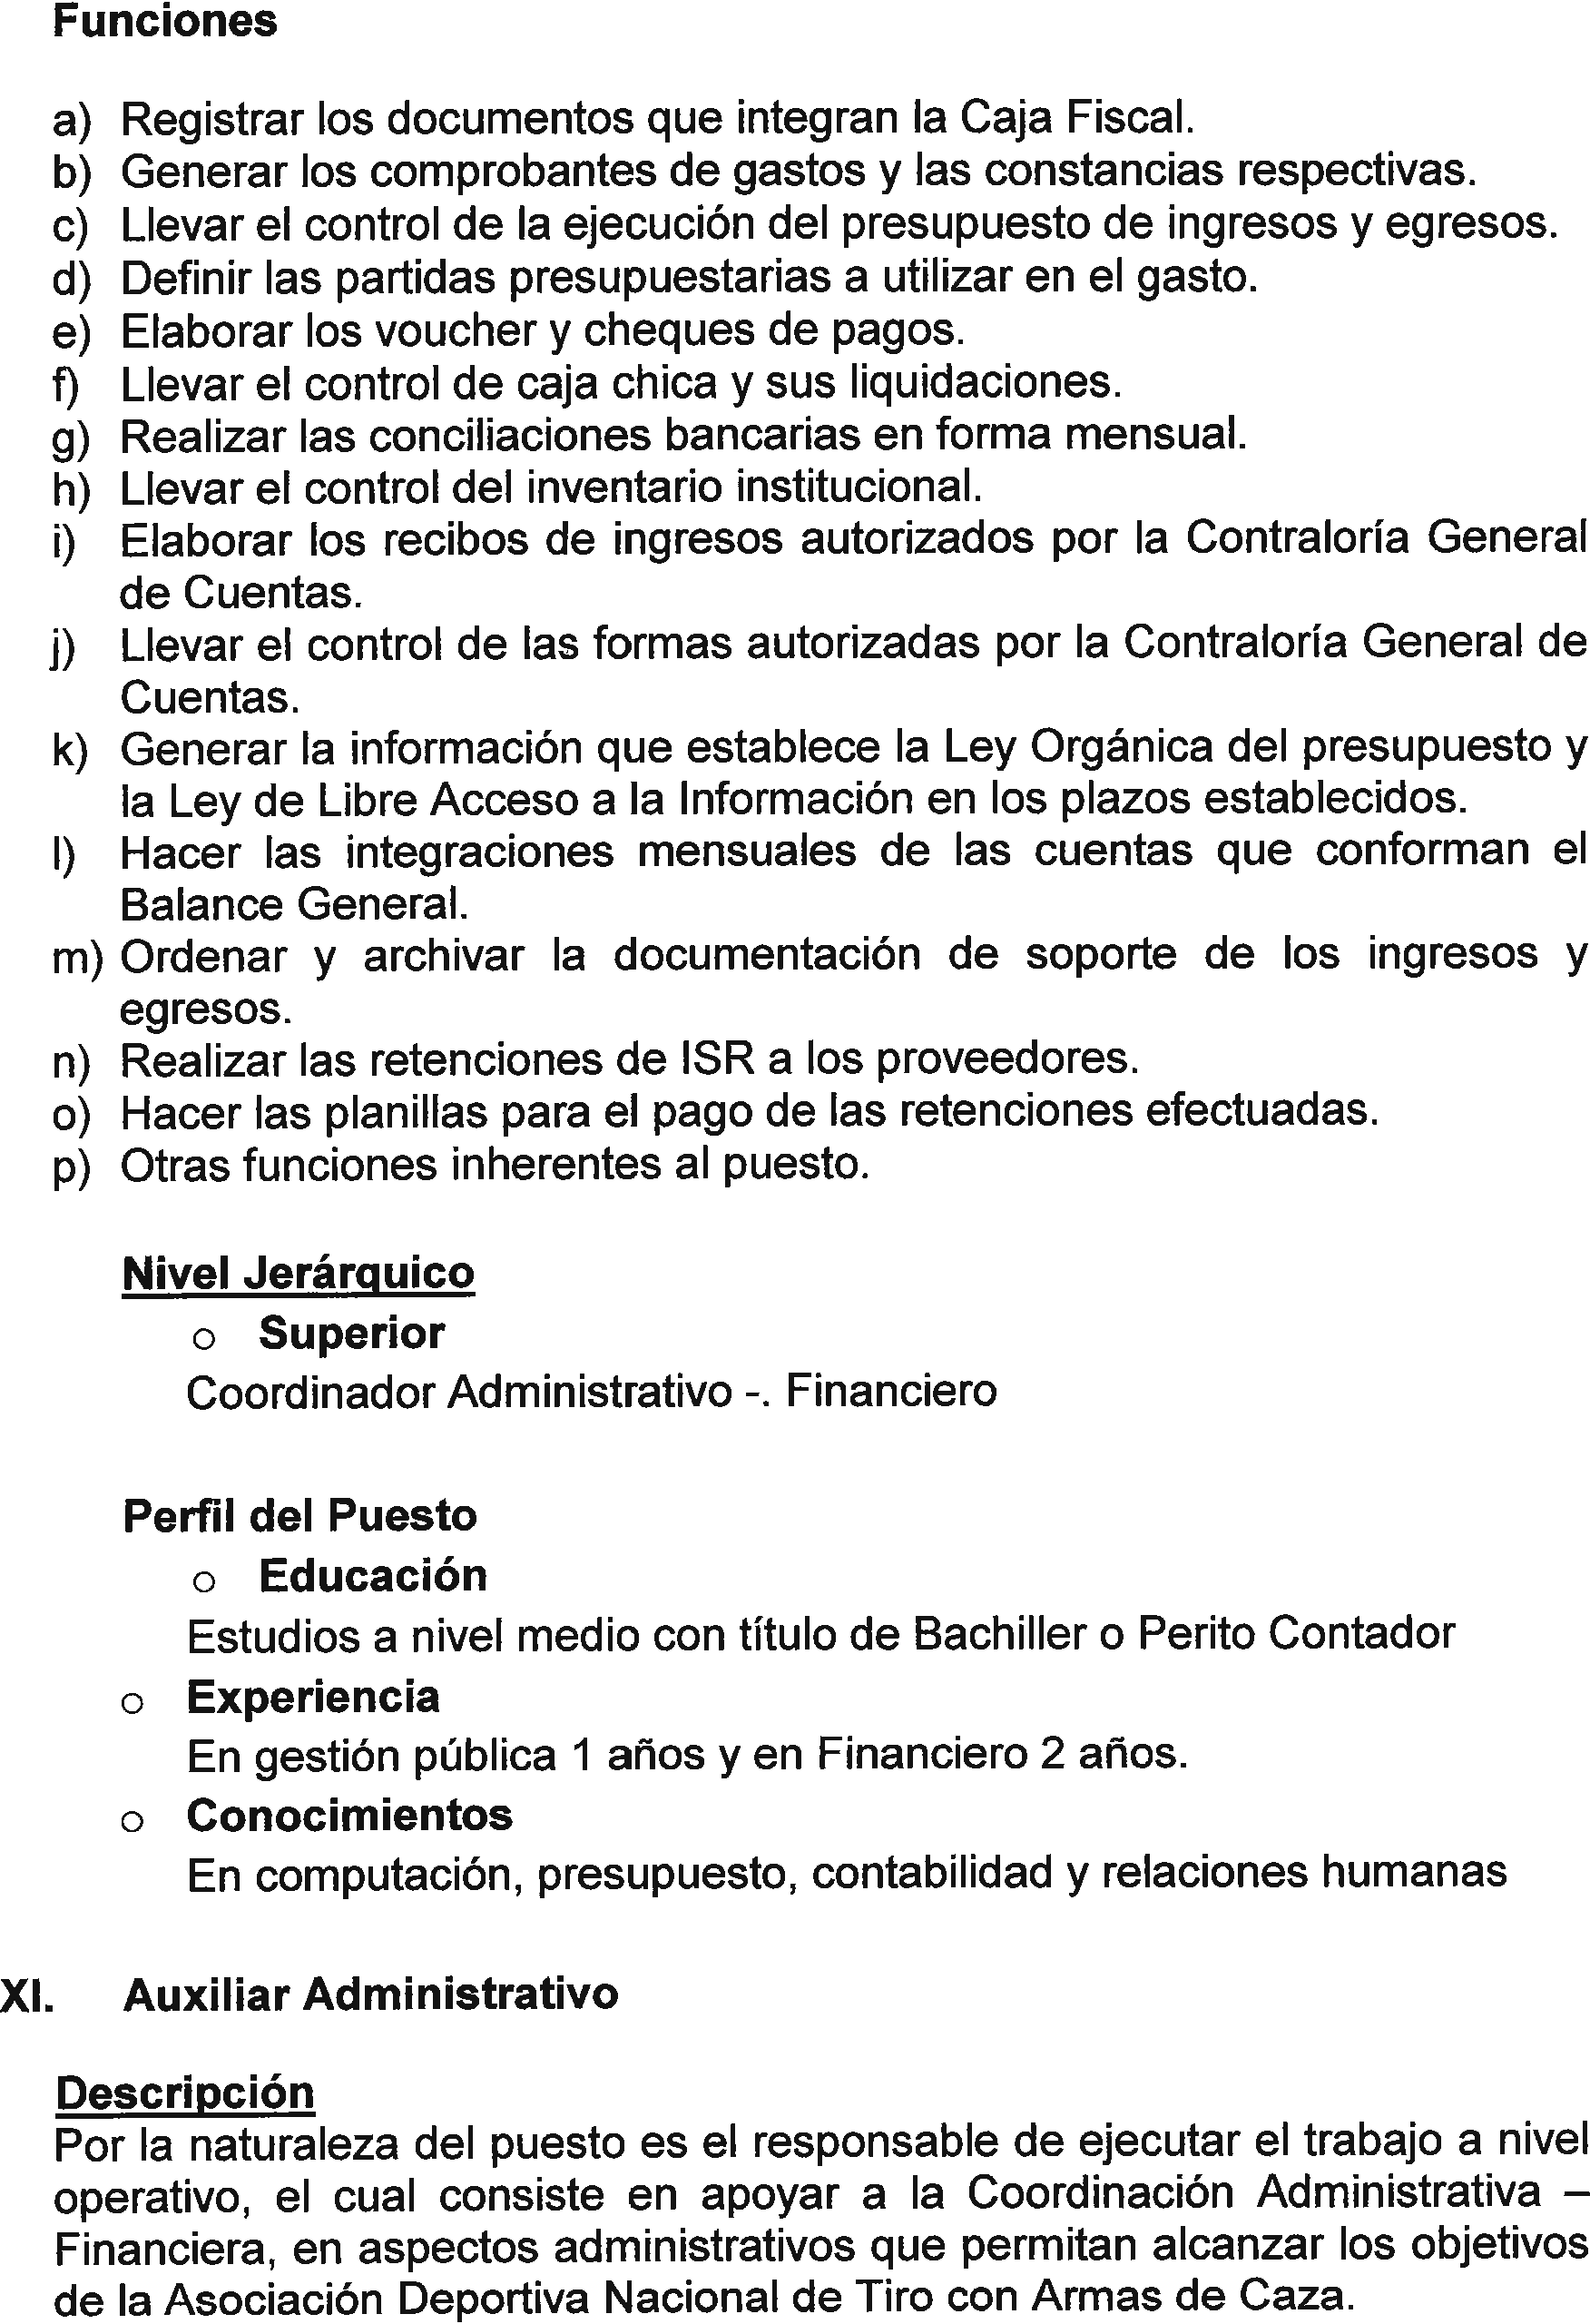 Funciones
a) Registrar los documentos que integran la Caja Fiscal.
b) Generar los comprobantes de gastos y las constancias respectivas.
c) Llevar el control de la ejecución del presupuesto de ingresos y egresos.
d) Definir las partidas presupuestarias a utilizar en el gasto.
e) Elaborar los voucher y cheques de pagos.
f) Llevar el control de caja chica y sus liquidaciones.
g) Realizar las conciliaciones bancarias en forma mensual.
h) Llevar el control del inventario institucional.
i) Elaborar los recibos de ingresos autorizados por la Contraloría General
de Cuentas.
j) Llevar el control de las formas autorizadas por la Contraloría General de
Cuentas.
k) Generar la información que establece la Ley Orgánica del presupuesto y
la Ley de Libre Acceso a la Información en los plazos establecidos.
l) Hacer las integraciones mensuales de las cuentas que conforman el
Balance General.
m) Ordenar y archivar la documentación de soporte de los ingresos y
egresos.
n) Realizar las retenciones de ISR a los proveedores.
o) Hacer las planillas para el pago de las retenciones efectuadas.
p) Otras funciones inherentes al puesto.
Nivel Jerárquico
o Superior
Coordinador Administrativo -. Financiero
Perfil del Puesto
o Educación
Estudios a nivel medio con título de Bachiller o Perito Contador
o Experiencia
En gestión pública 1 años y en Financiero 2 años.
o Conocimientos
En computación, presupuesto, contabilidad y relaciones humanas
XI. Auxiliar Administrativo
Descripción
Por la naturaleza del puesto es el responsable de ejecutar el trabajo a nivel
operativo, el cual consiste en apoyar a la Coordinación Administrativa –
Financiera, en aspectos administrativos que permitan alcanzar los objetivos
de la Asociación Deportiva Nacional de Tiro con Armas de Caza.